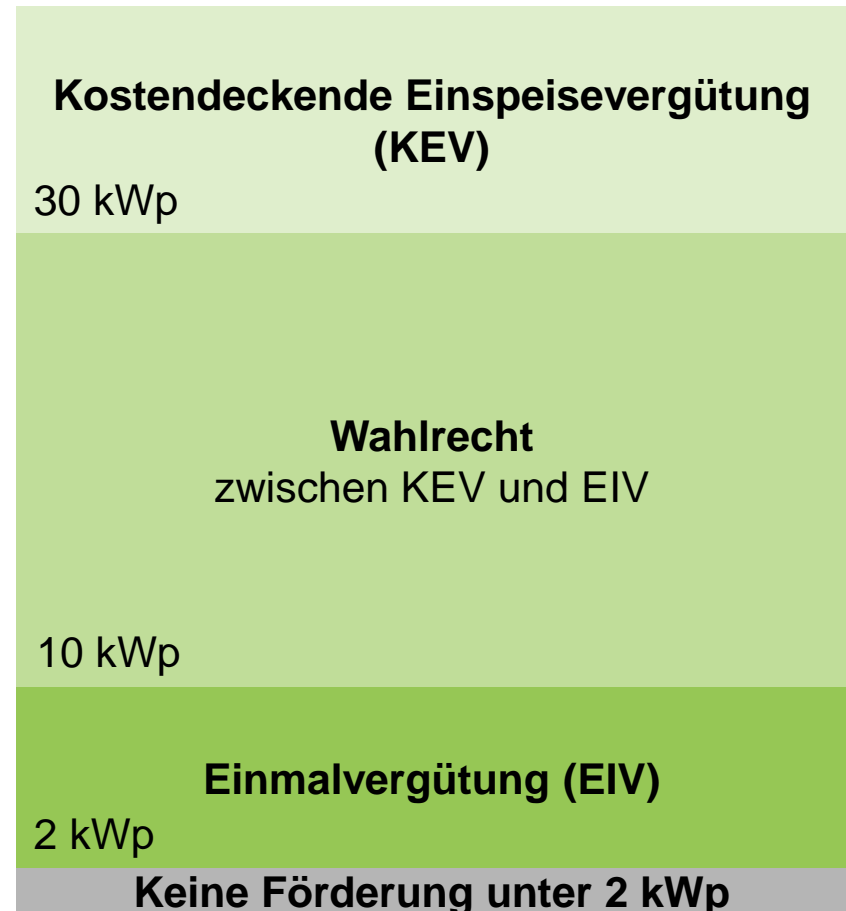 Kostendeckende Einspeisevergütung
(KEV)
30 kWp
Wahlrecht
zwischen KEV und EIV
10 kWp
Einmalvergütung (EIV)
2 kWp
Keine Förderung unter 2 kWp